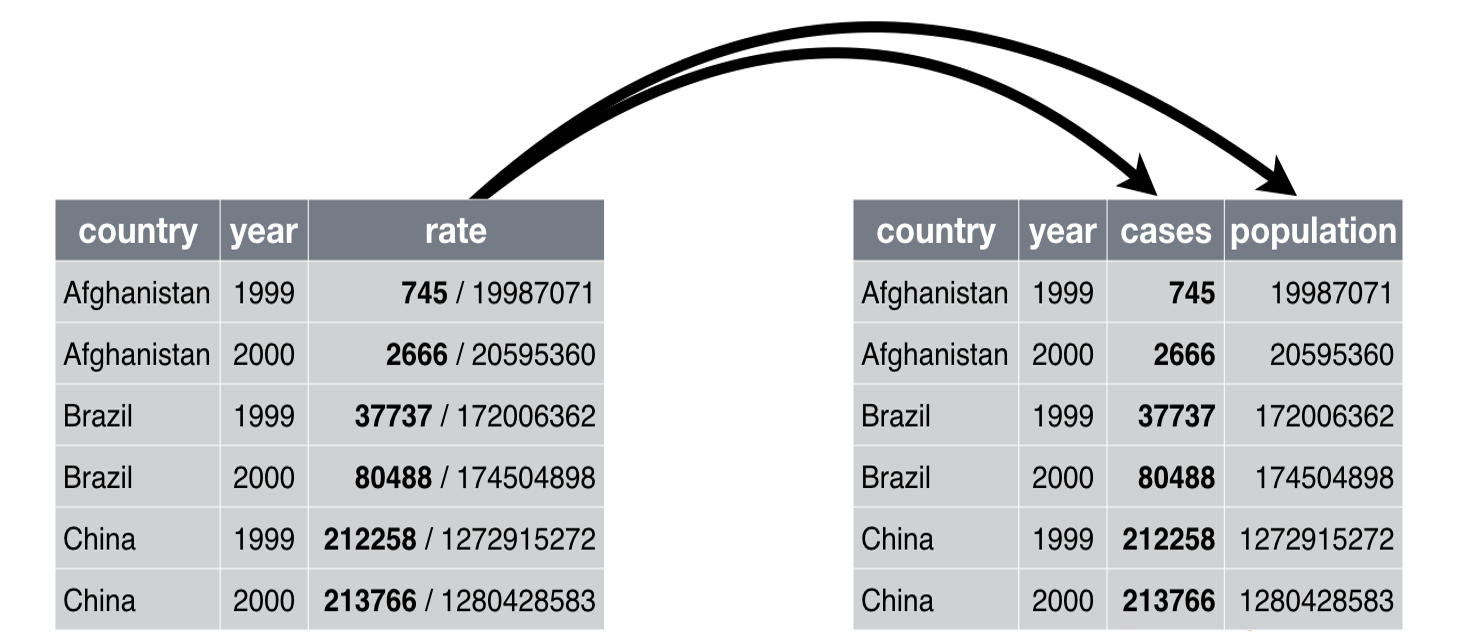 country year rate
Afghanistan 1999 745 / 19987071
Afghanistan 2000 2666 / 20595360
Brazil 1999 37737 / 172006362
Brazil 2000 80488 / 174504898
China 1999 212258 / 1272915272
China 2000 213766 / 1280428583
country year cases population
Afghanistan 1999 745 19987071
Afghanistan 2000 2666 20595360
Brazil 1999 37737 172006362
Brazil 2000 80488 174504898
China 1999 212258 1272915272
China 2000 213766 1280428583